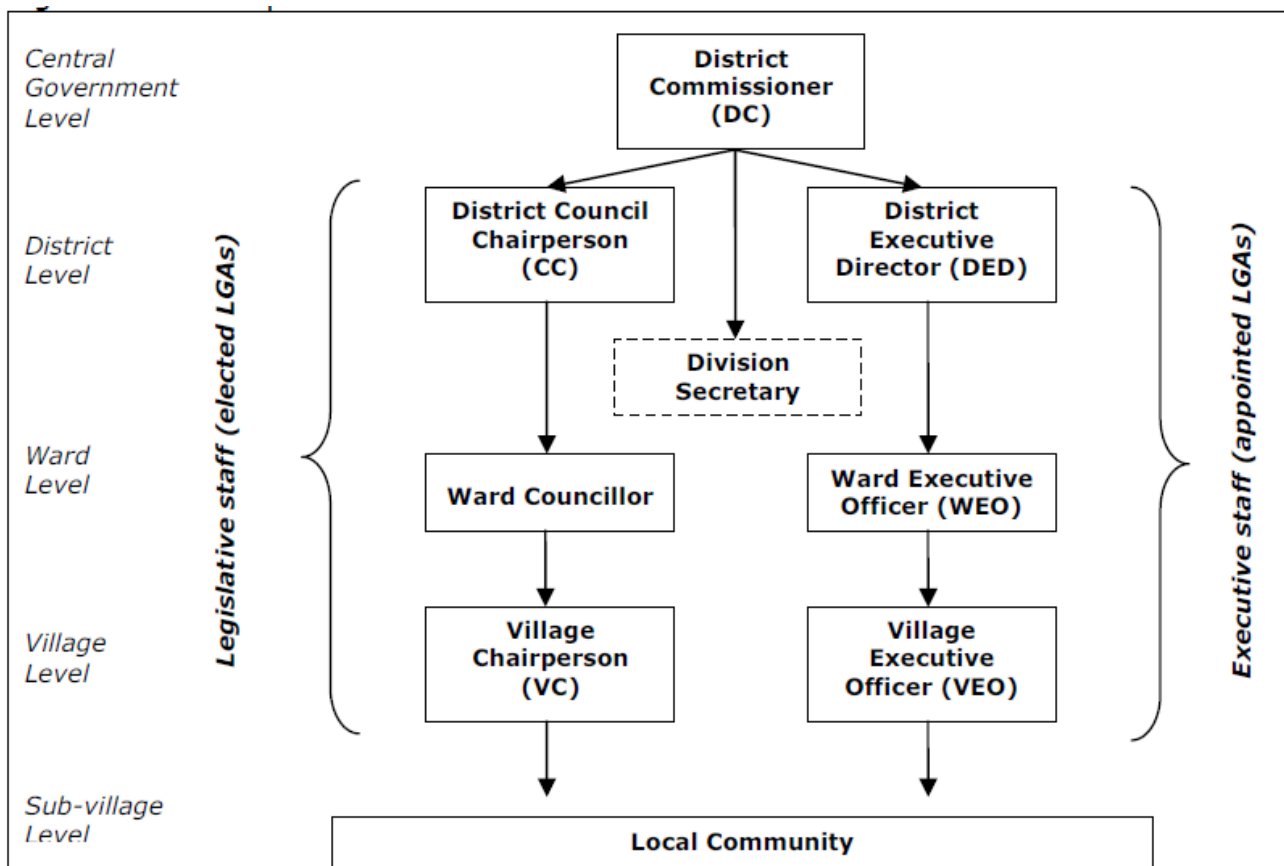 Central
Government
Level
District
Commissioner
(DC)
District
Level
Legislative staff (elected LGAs)
District Council
Chairperson
(CC)
District
Executive
Director (DED)
Executive staff (appointed LGAs)
Division
Secretary
Ward
Level
Ward Councillor
Ward Executive
Officer (WEO)
Village
Level
Village
Chairperson
(VC)
Village
Executive
Officer (VEO)
Sub-village
Level
Local Community